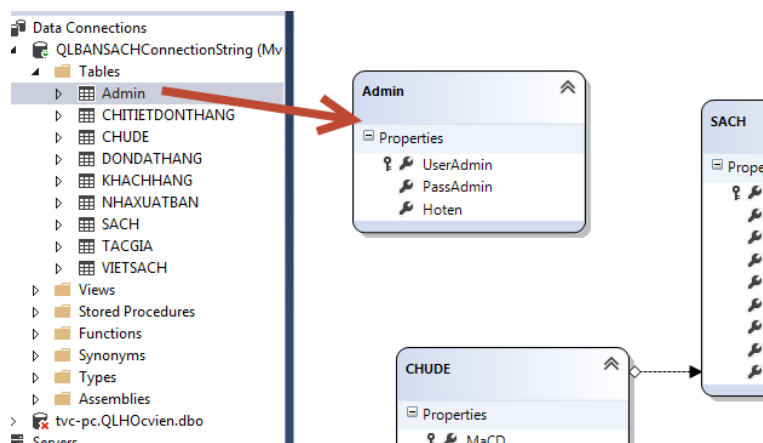 Data Connections
QLBANSACHConnectionString (Mv
Tables
Admin
CHITIETDONTHANG
CHUDE
DONDATHANG
KHACHHANG
NHAXUATBAN
SACH
TACGIA
VIETSACH
Views
Stored Procedures
Functions
Synonyms
Types
Assemblies
tvc-pc.QLHOcvien.dbo
Servers
Admin
Properties
UserAdmin
PassAdmin
Hoten
CHUDE
Properties
MaCD
SACH
Prope